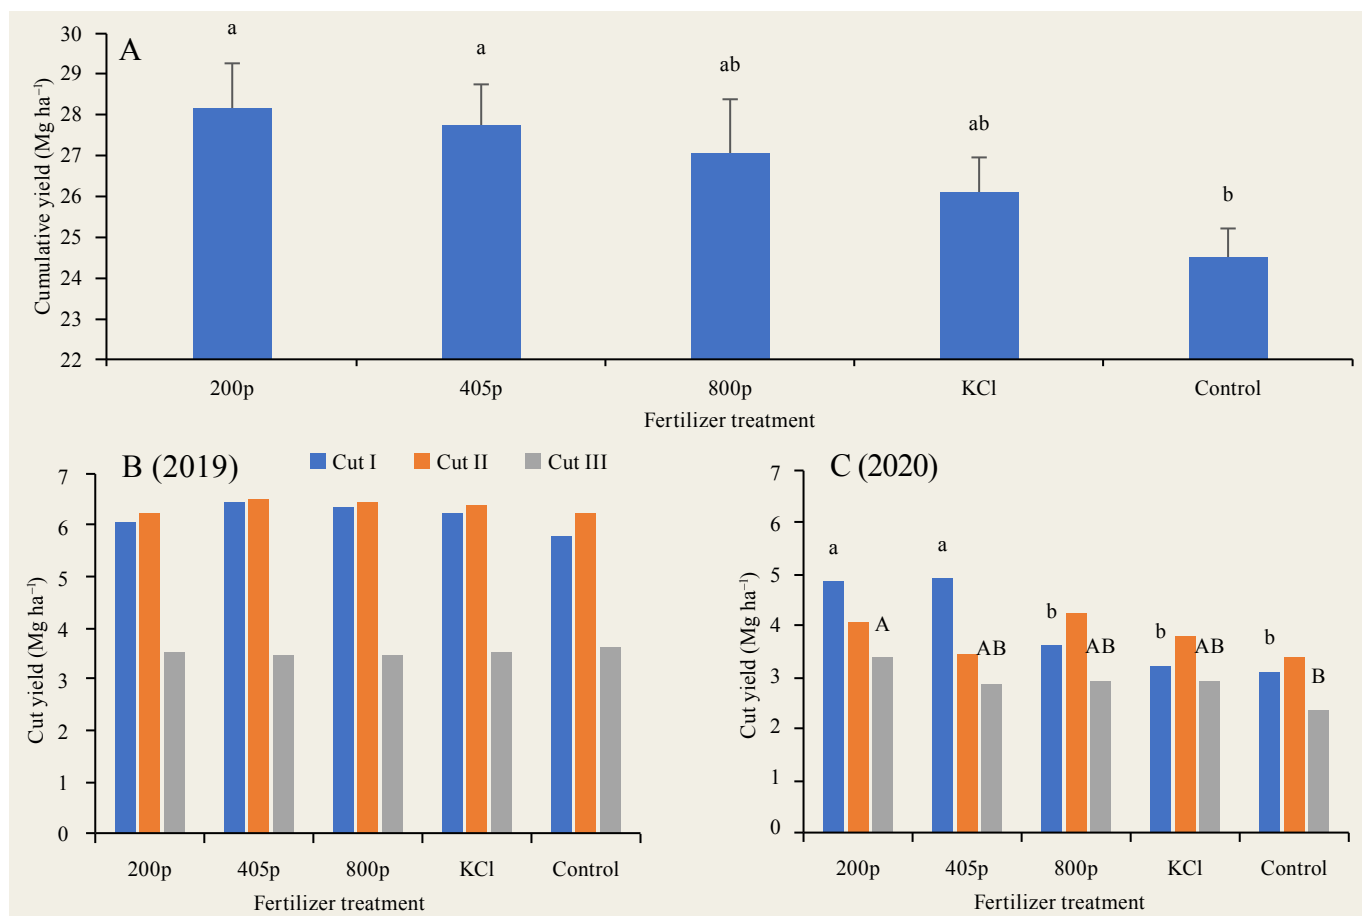 A
Cumulative yield (Mg ha⁻¹)
30
29
28
27
26
25
24
23
22
a
a
ab
ab
b
200p 405p 800p KCl Control
Fertilizer treatment
B (2019)
Cut I Cut II Cut III
Cut yield (Mg ha⁻¹)
7
6
5
4
3
2
1
0
200p 405p 800p KCl Control
Fertilizer treatment
C (2020)
Cut yield (Mg ha⁻¹)
7
6
5
4
3
2
1
0
a
A
a
AB
b
AB
b
AB
b
B
200p 405p 800p KCl Control
Fertilizer treatment